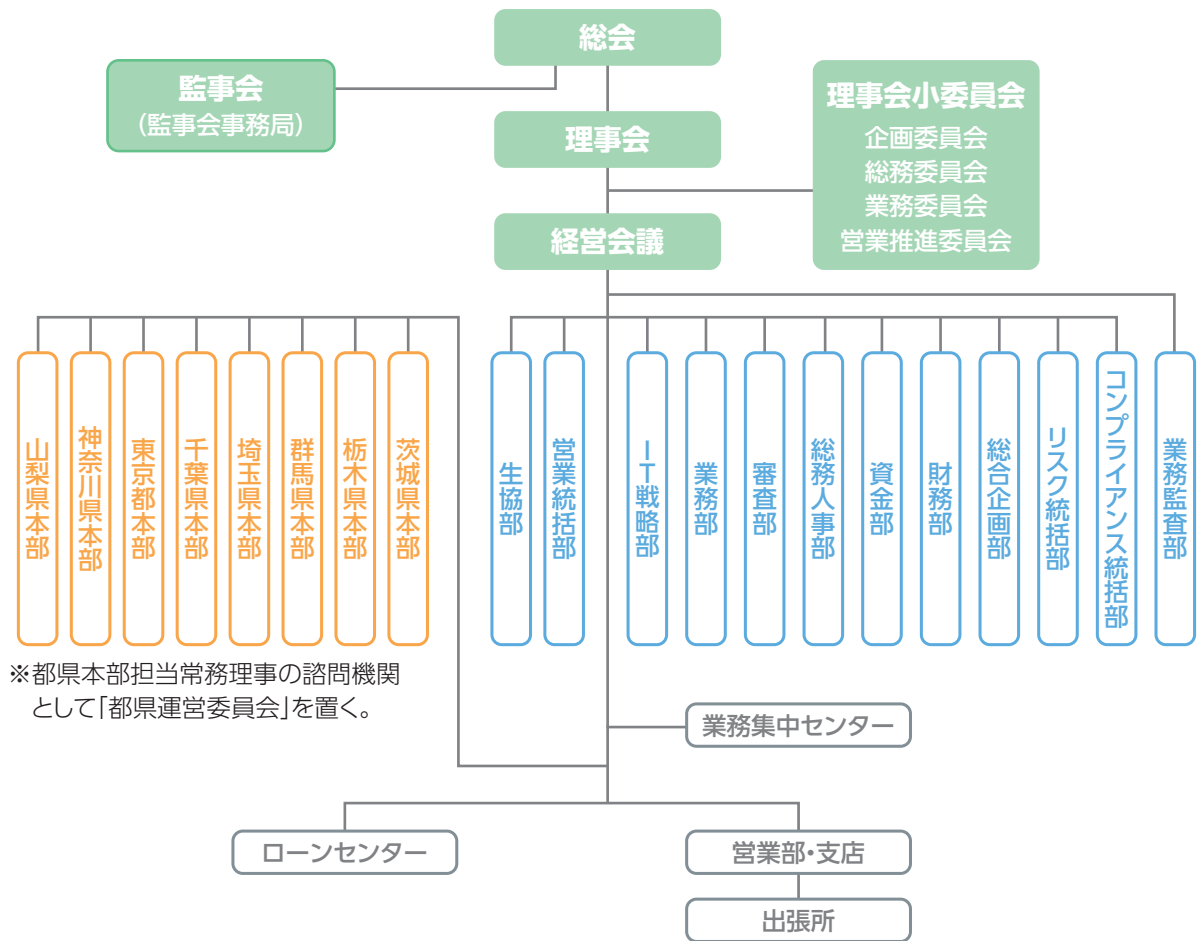 総会
監事会
(監事会事務局)
理事会
理事会小委員会
企画委員会
総務委員会
業務委員会
営業推進委員会
経営会議
山梨県本部
神奈川県本部
東京都本部
千葉県本部
埼玉県本部
群馬県本部
栃木県本部
茨城県本部
生協部
営業統括部
IT戦略部
業務部
審査部
総務人事部
資金部
財務部
総合企画部
リスク統括部
コンプライアンス統括部
業務監査部
※都県本部担当常務理事の諮問機関
として「都県運営委員会」を置く。
業務集中センター
ローンセンター
営業部・支店
出張所